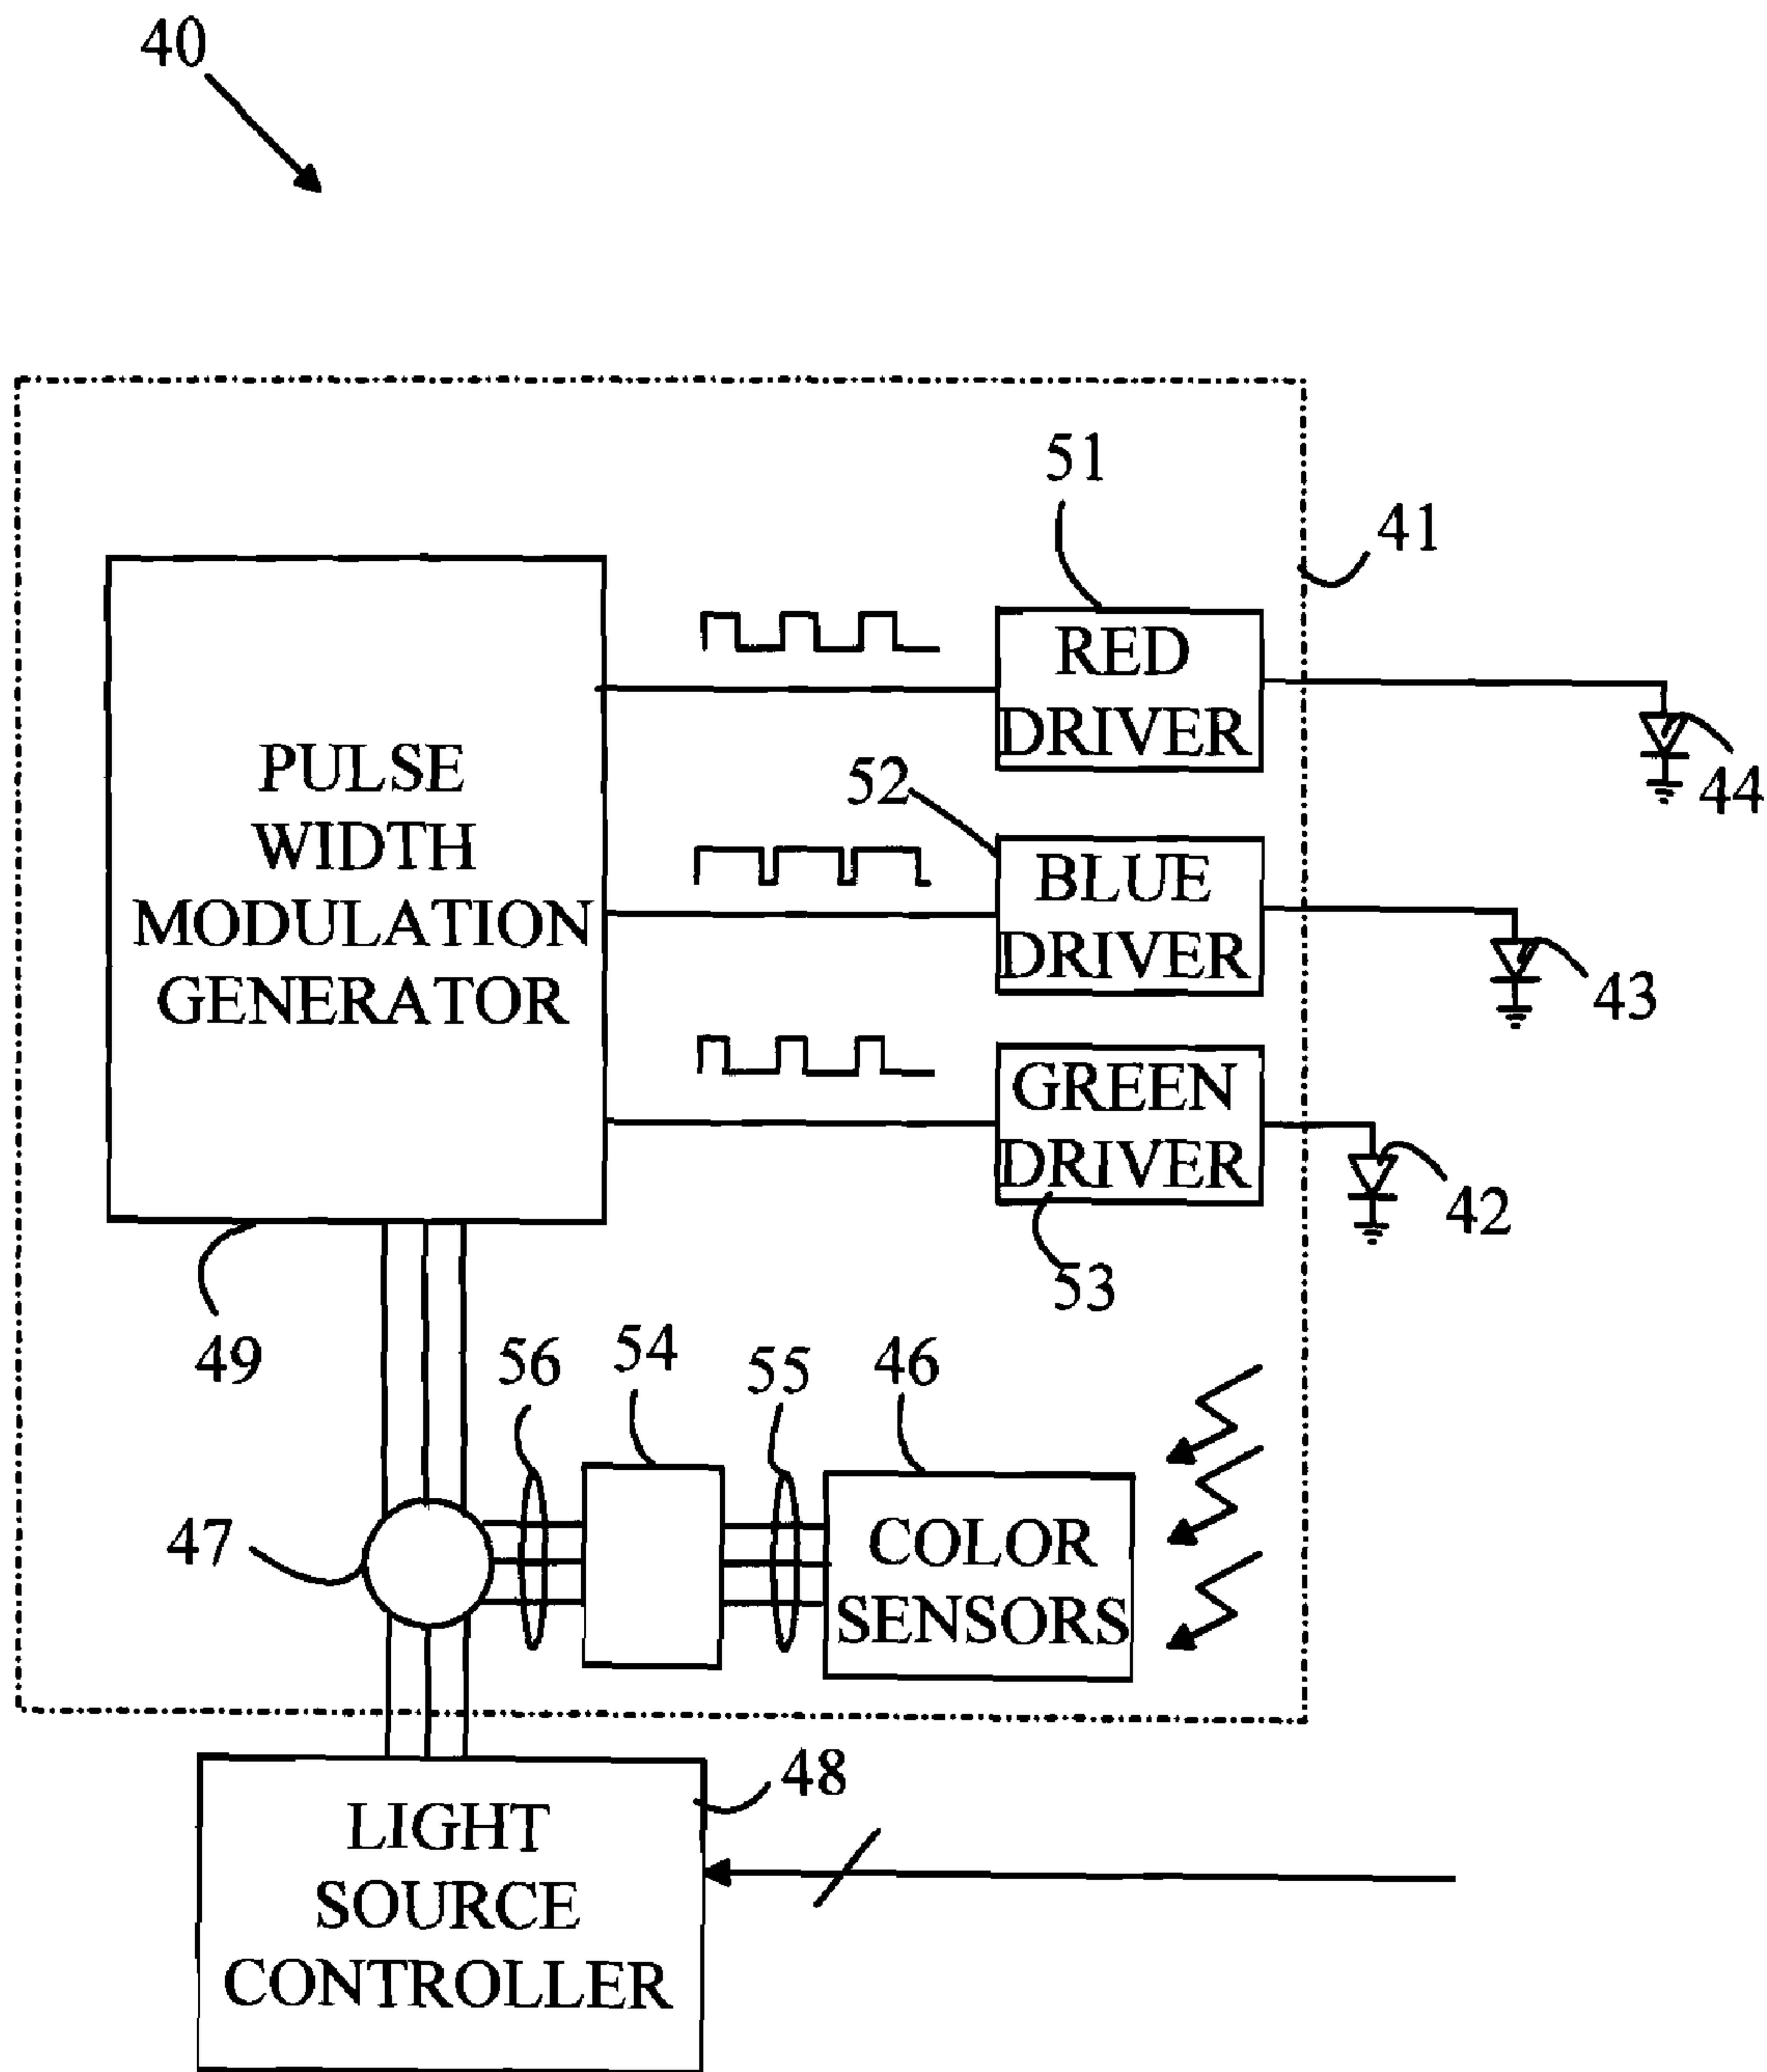 40
51
41
RED
DRIVER
44
PULSE
WIDTH
MODULATION
GENERATOR
52
BLUE
DRIVER
43
GREEN
DRIVER
42
53
49
56
54
55
46
47
COLOR
SENSORS
48
LIGHT
SOURCE
CONTROLLER